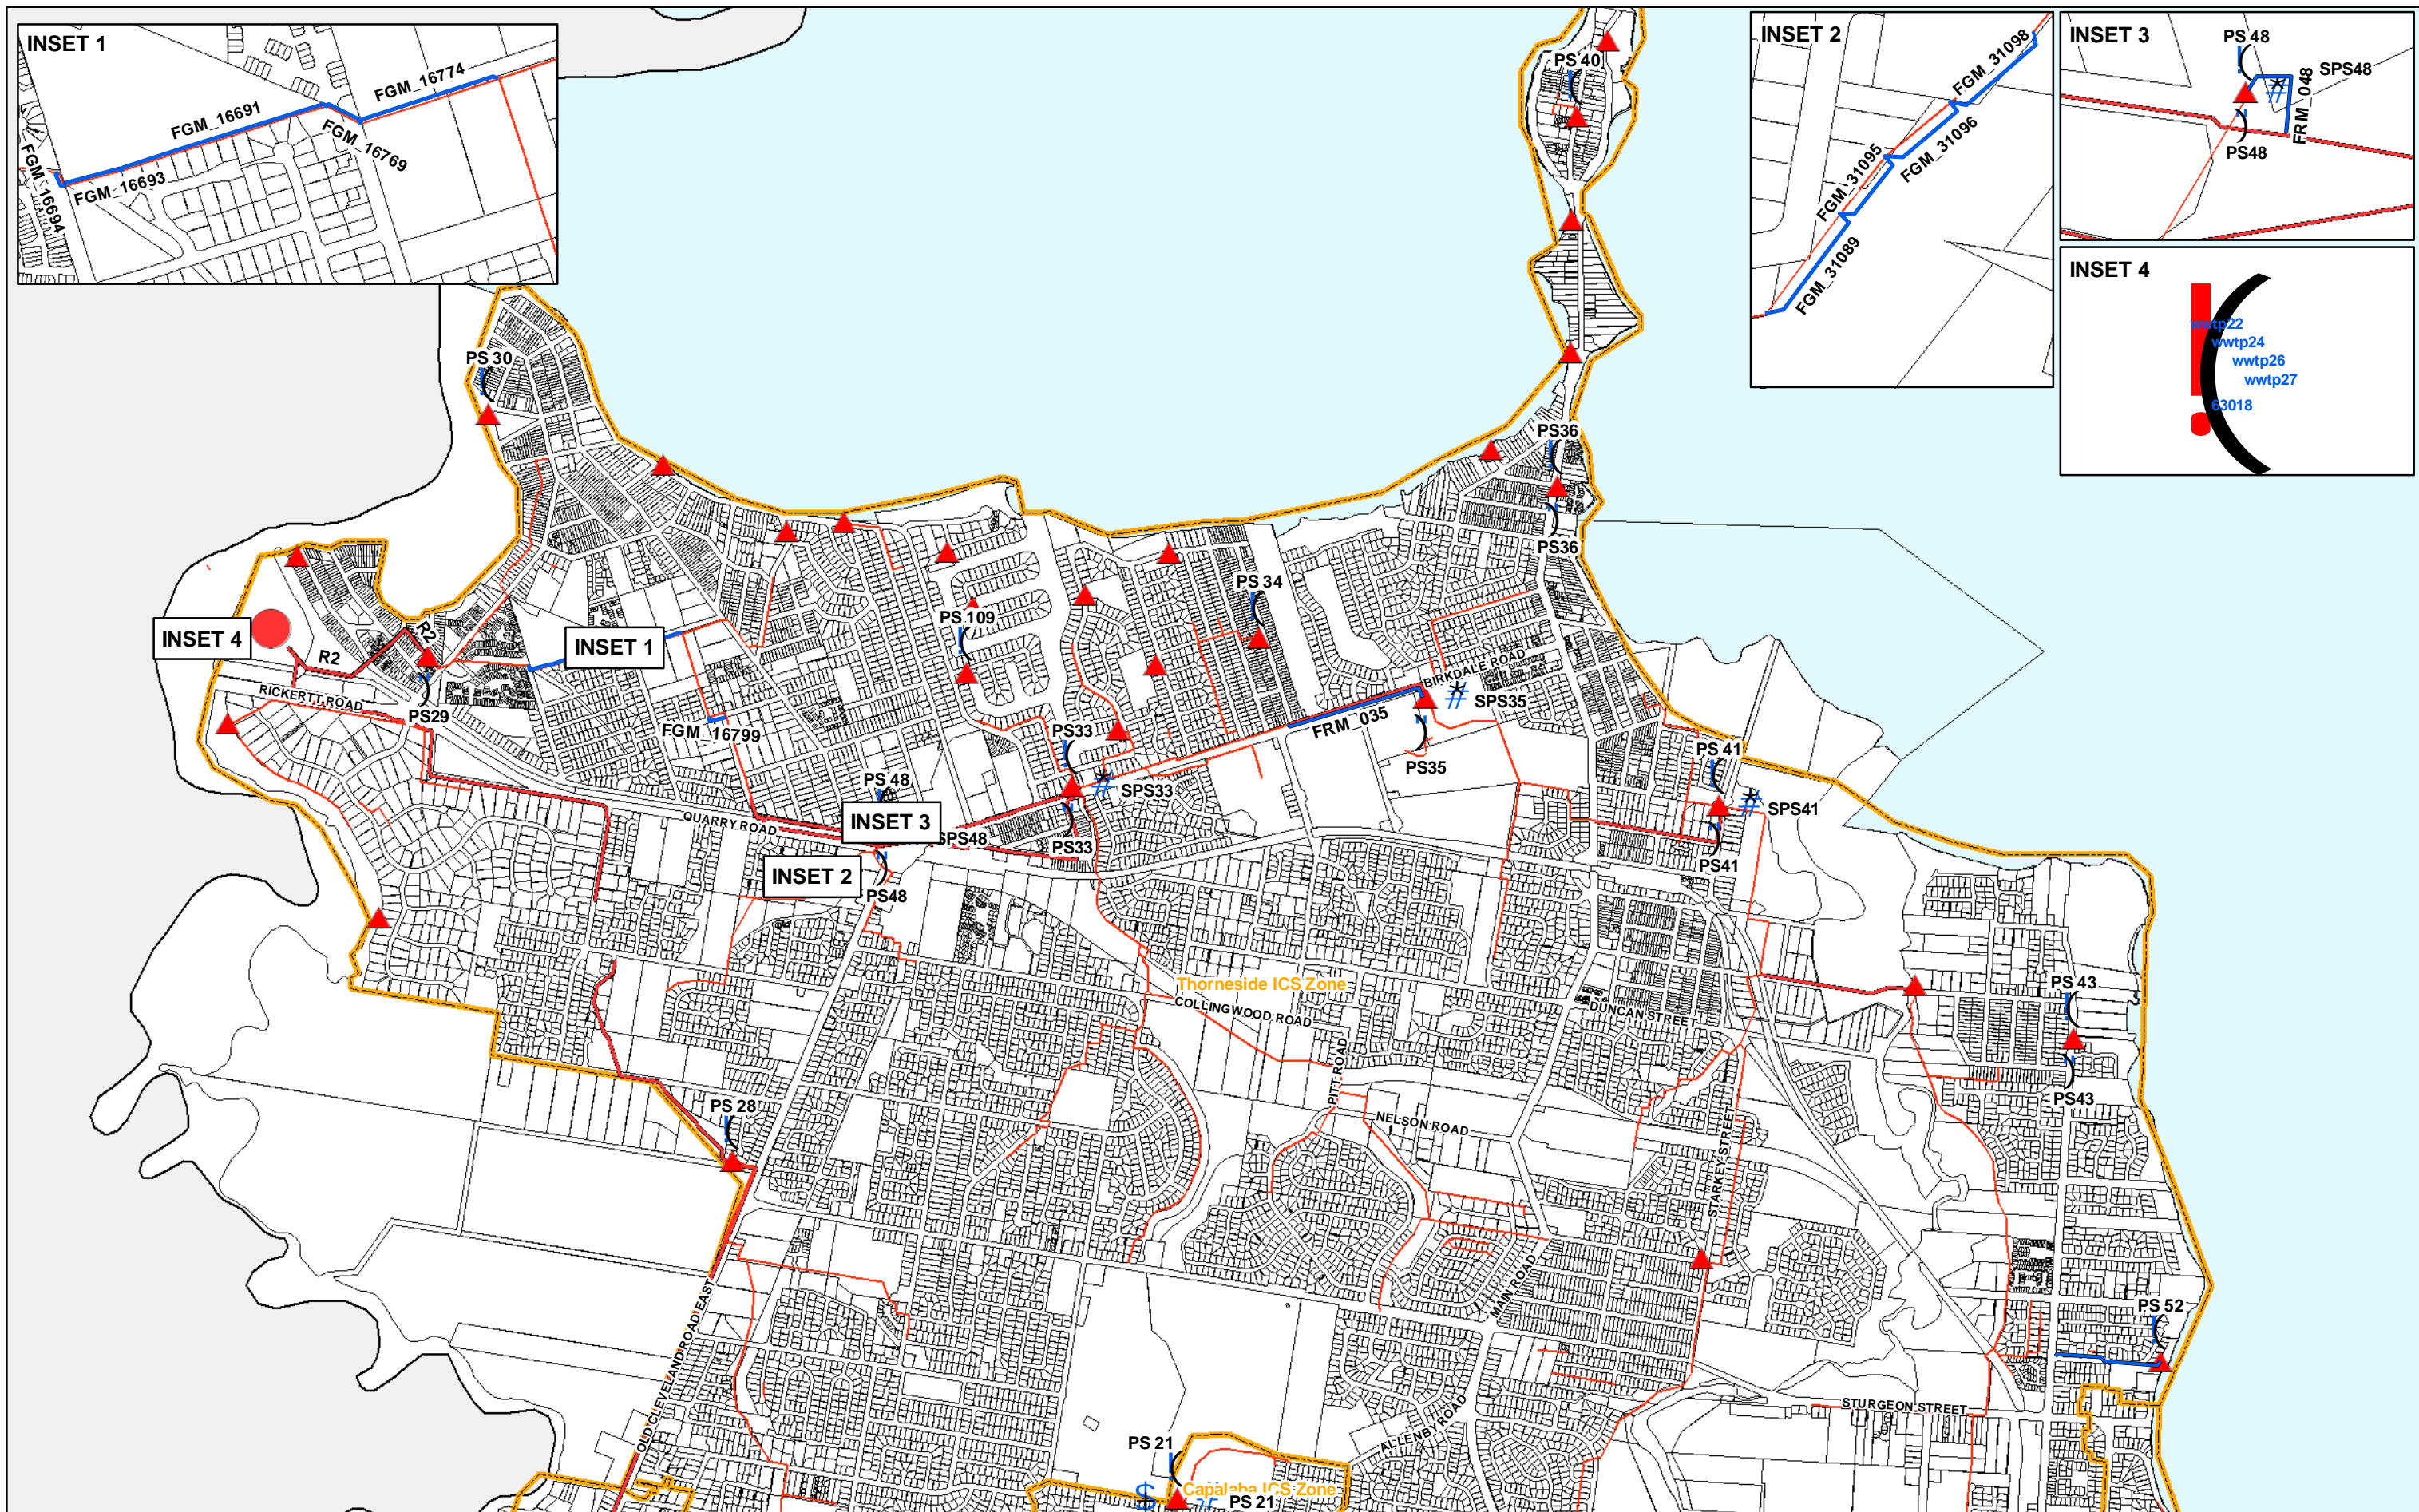 INSET 1
FGM_16774
FGM_16691
FGM_16769
FGM_16694
FGM_16693
INSET 2
FGM_31098
FGM_31096
FGM_31095
FGM_31089
INSET 3
PS 48
SPS48
FRM_048
PS48
INSET 4
wwtp22
wwtp24
wwtp26
wwtp27
63018
PS 40
PS 30
PS36
PS36
PS 34
PS 109
INSET 4
R2
R2
INSET 1
RICKERTT ROAD
PS29
FGM_16799
BIRKDALE ROAD
SPS35
FRM_035
PS33
PS35
PS 41
PS 48
SPS33
SPS41
QUARRY ROAD
INSET 3
SPS48
PS33
PS41
INSET 2
PS48
Thorneside ICS Zone
COLLINGWOOD ROAD
DUNCAN STREET
PS 43
PITT ROAD
PS43
PS 28
NELSON ROAD
STARKEY STREET
OLD CLEVELAND ROAD EAST
MAIN ROAD
PS 52
STURGEON STREET
ALLENBY ROAD
PS 21
Capalaba ICS Zone
PS 21